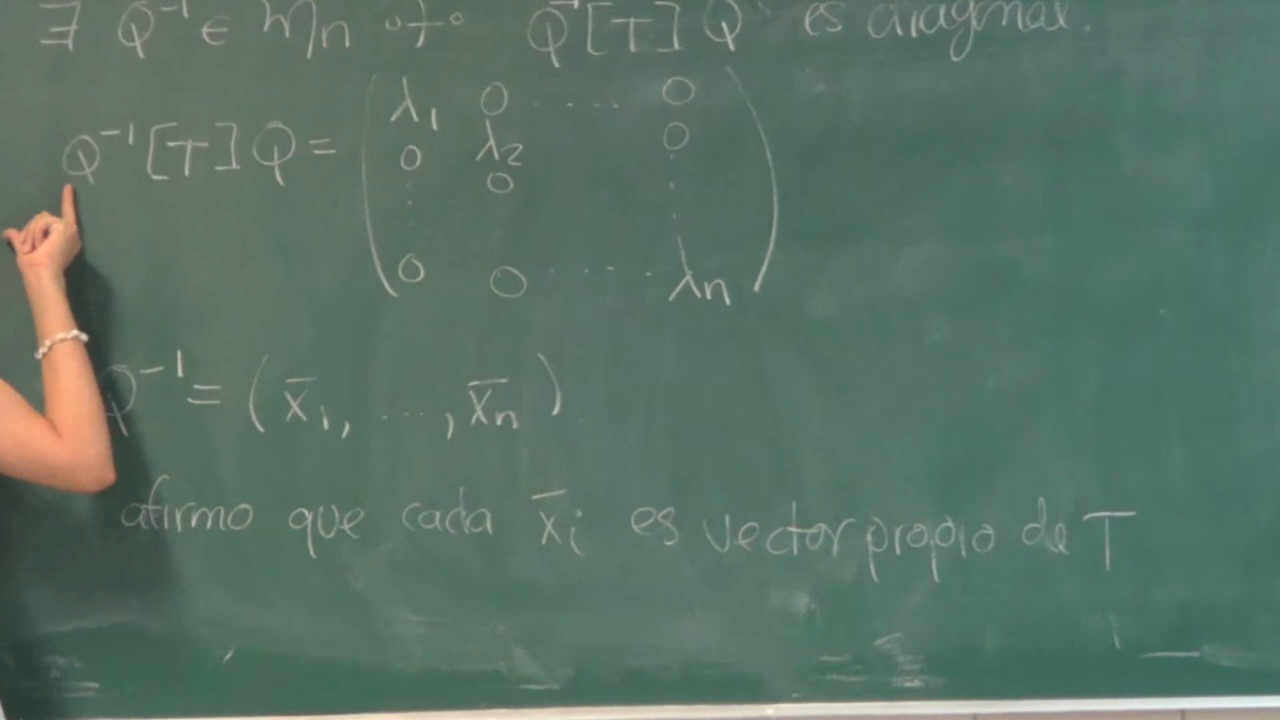 ∃ Q⁻¹ ∈ Mn o.t. Q⁻¹[T]Q es diagonal.
Q⁻¹[T]Q = ( λ₁ 0 ..... 0
0 λ₂ 0
⋮ 0 ⋮
0 0 ..... λn )
Q⁻¹ = ( x̄₁, ..., x̄n ).
afirmo que cada x̄i es vector propio de T